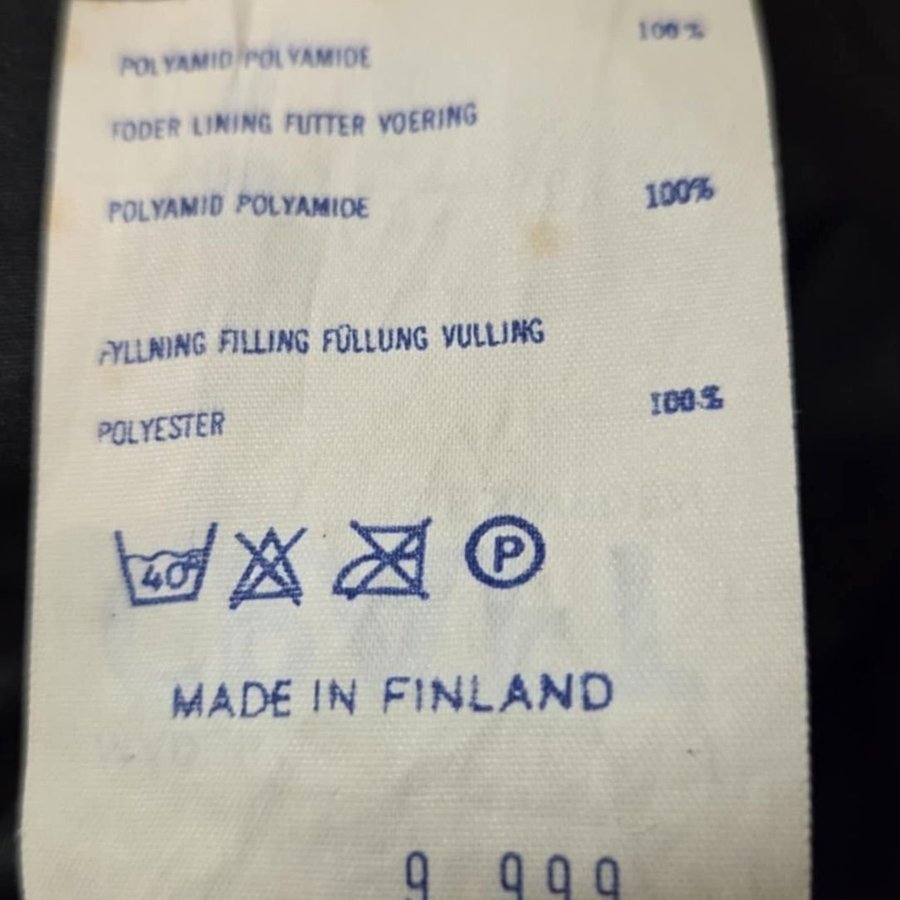 POLYAMID POLYAMIDE 100%
FODER LINING FUTTER VOERING
POLYAMID POLYAMIDE 100%
FYLLNING FILLING FÜLLUNG VULLING
POLYESTER 100%
40° P
MADE IN FINLAND
9 999